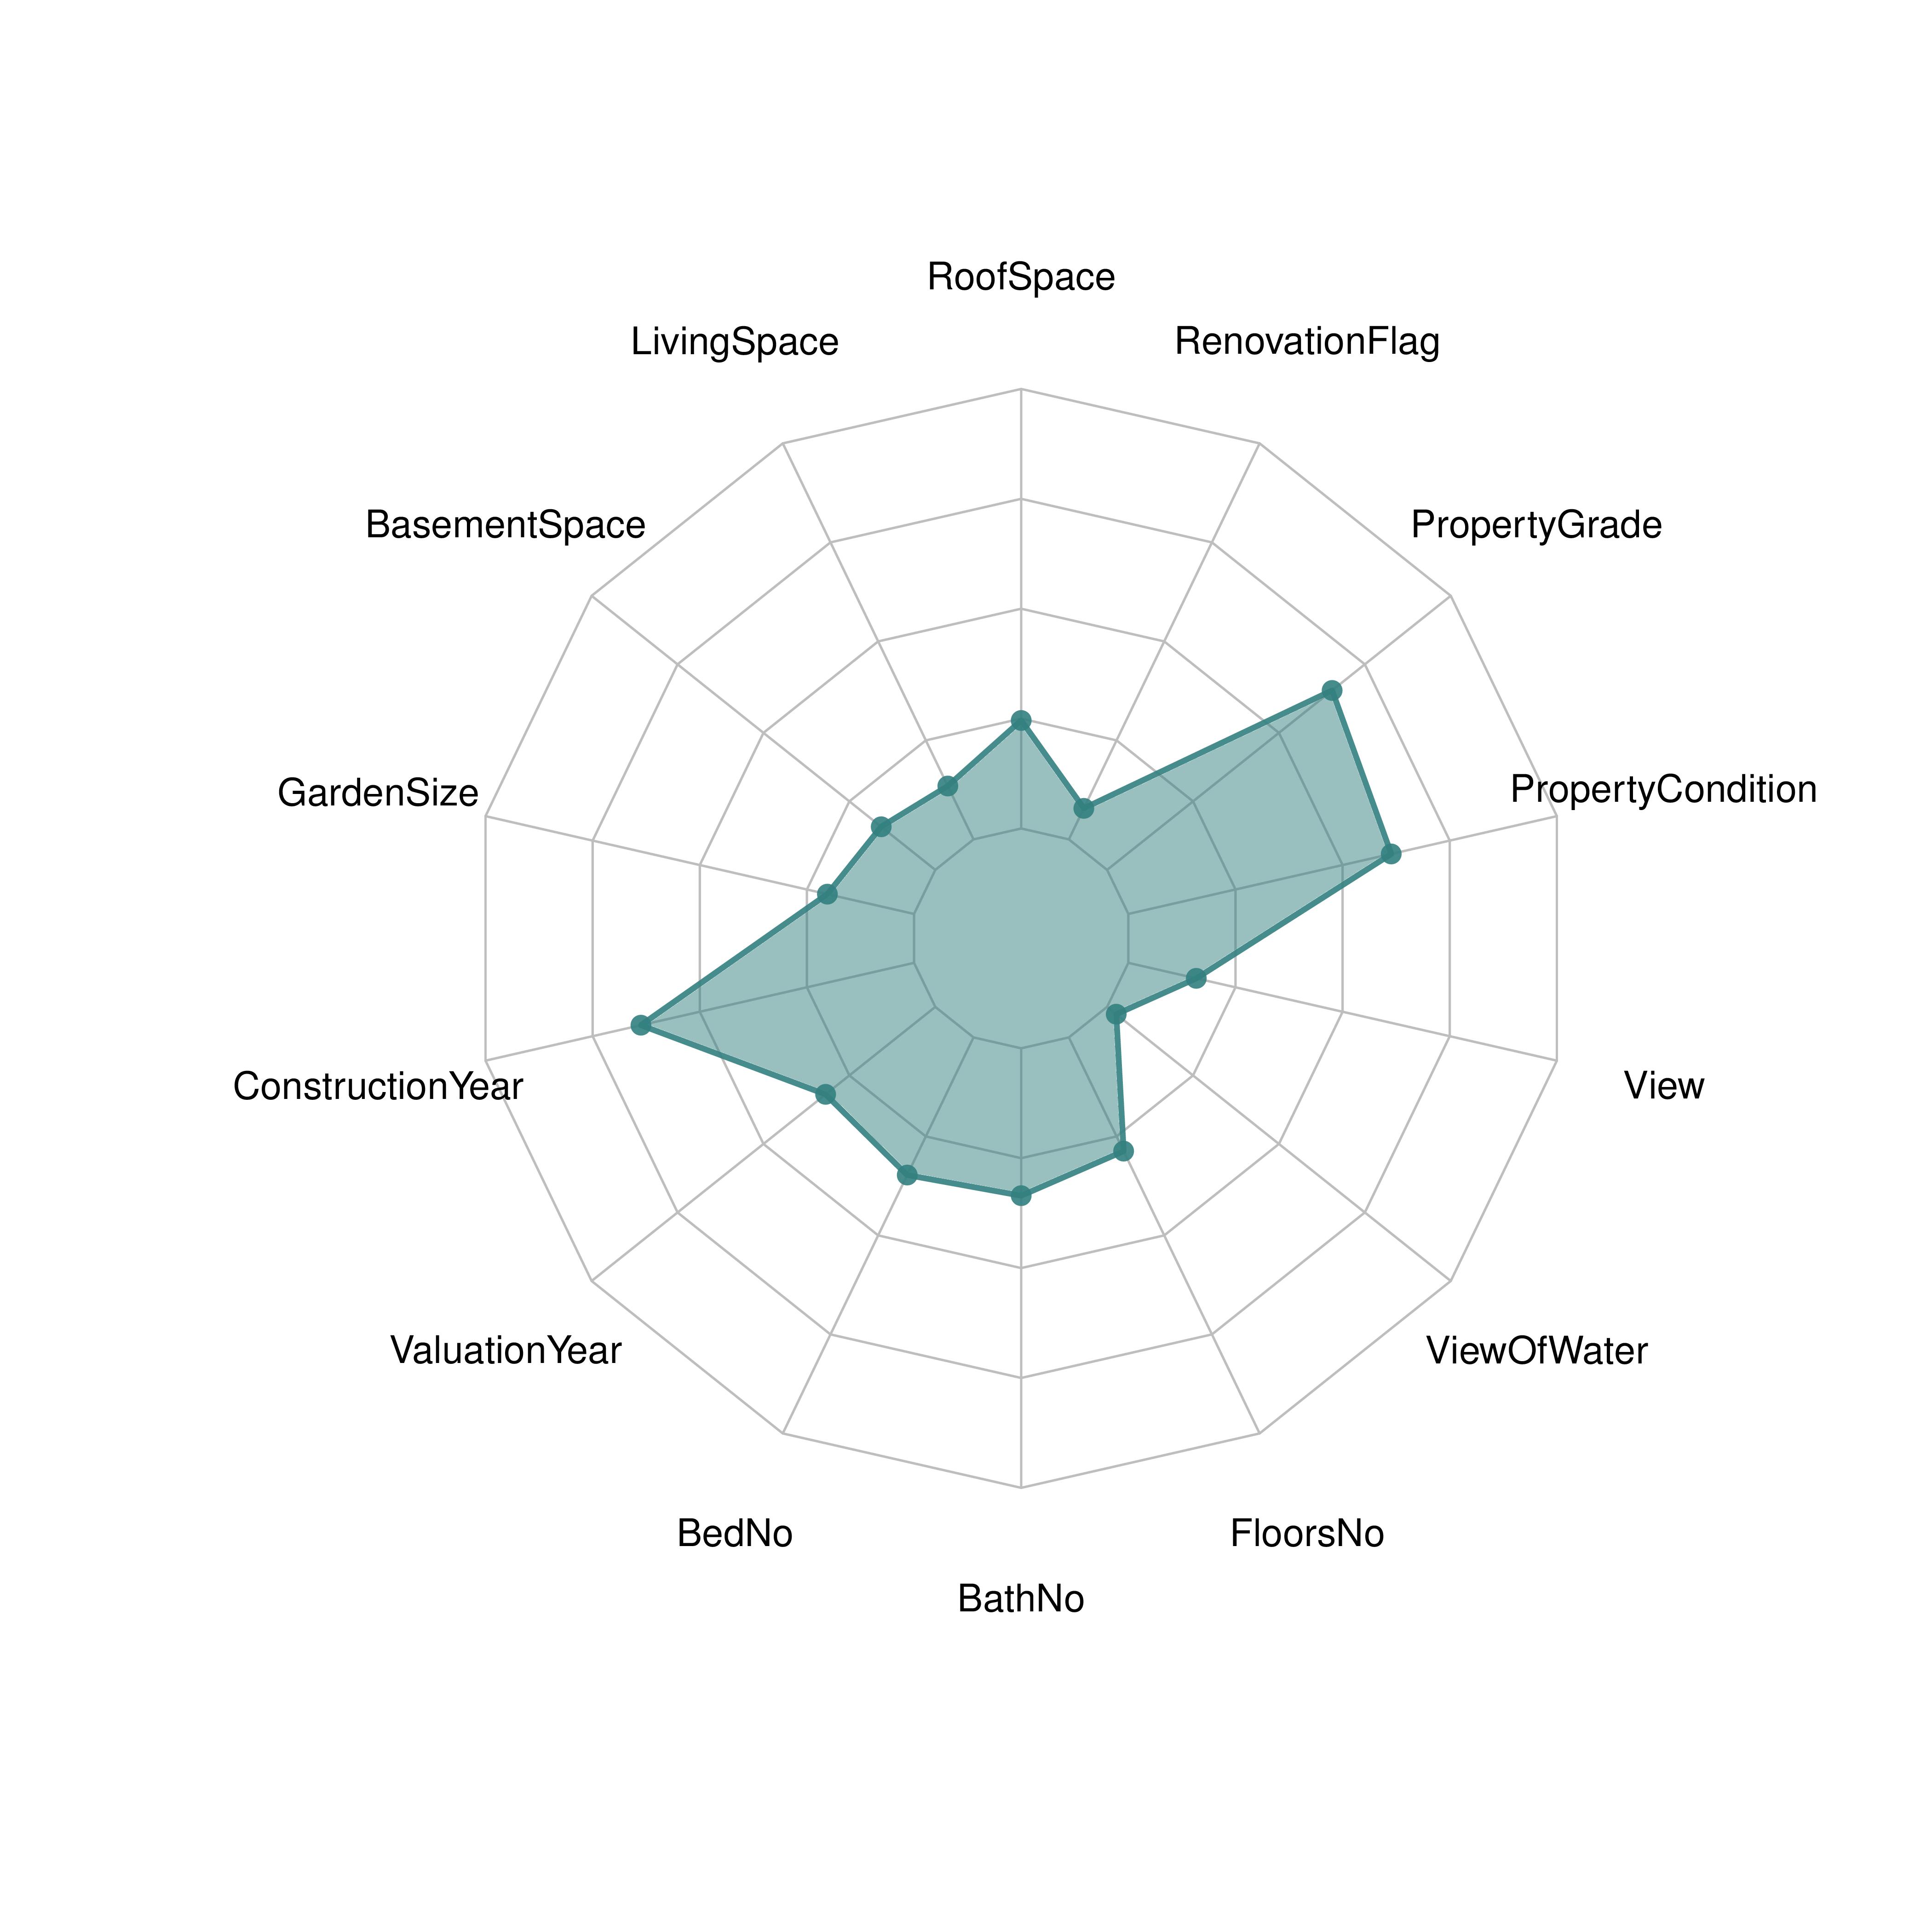 RoofSpace
LivingSpace
RenovationFlag
BasementSpace
PropertyGrade
GardenSize
PropertyCondition
ConstructionYear
View
ValuationYear
ViewOfWater
BedNo
FloorsNo
BathNo